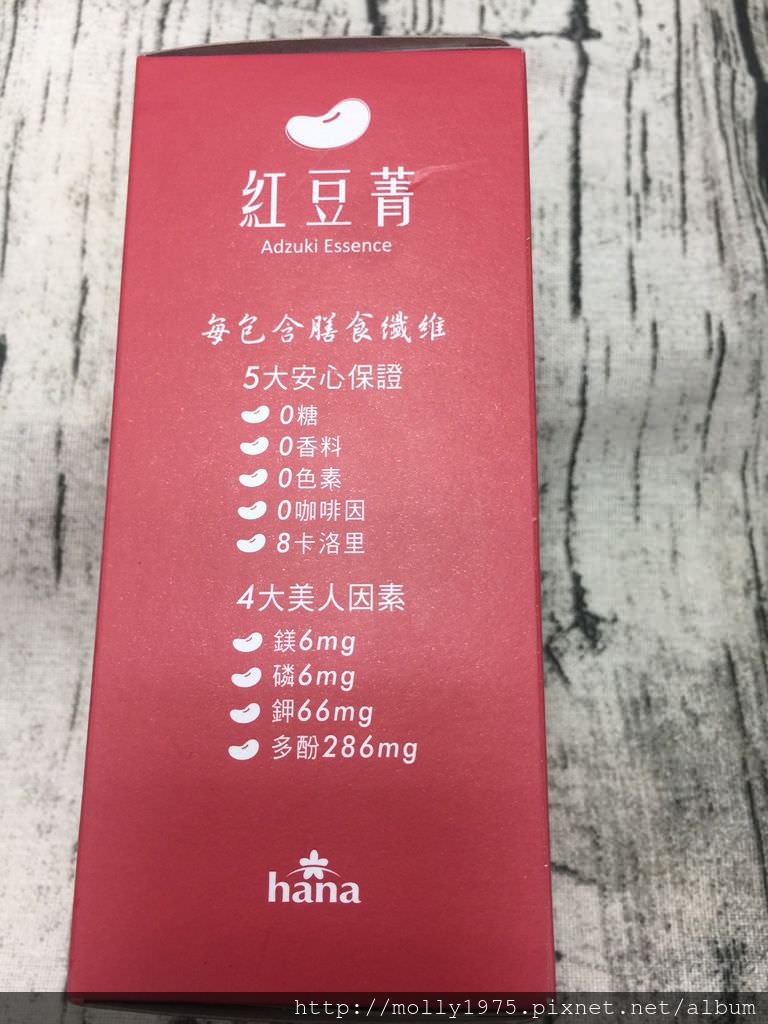 紅豆菁
Adzuki Essence
每包含膳食纖維
5大安心保證
0糖
0香料
0色素
0咖啡因
8卡洛里
4大美人因素
鎂6mg
磷6mg
鉀66mg
多酚286mg
hana
http://molly1975.pixnet.net/album